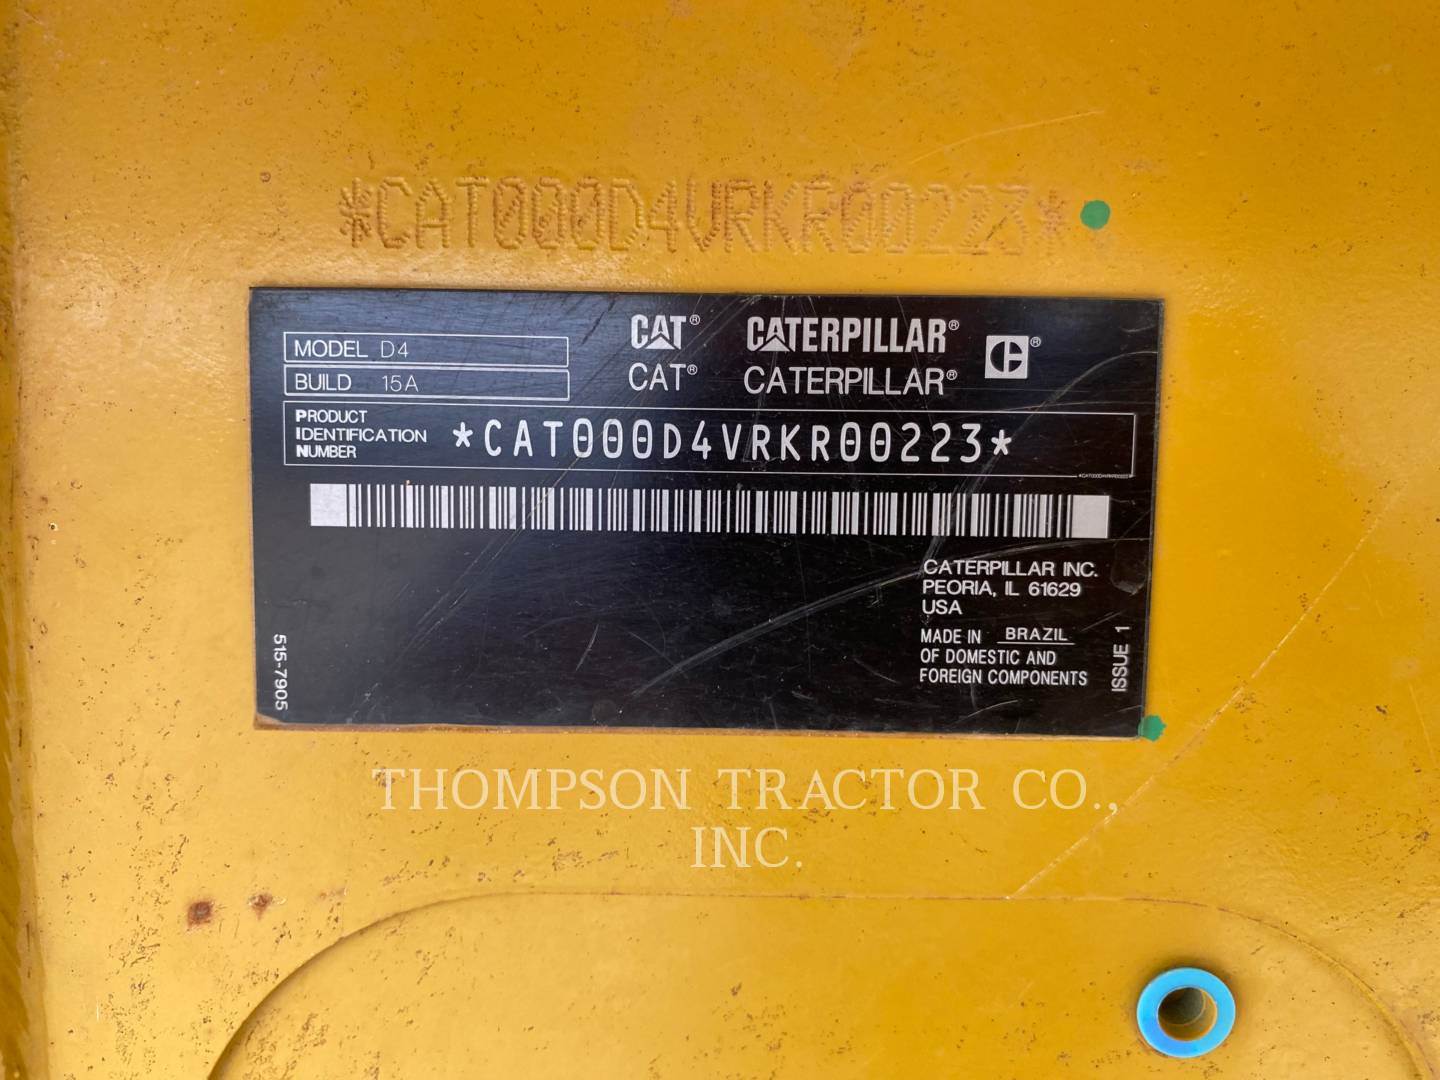 *CAT000D4VRKR00223*
MODEL D4
BUILD 15A
CAT® CATERPILLAR® C®
CAT® CATERPILLAR®
PRODUCT
IDENTIFICATION
NUMBER
*CAT000D4VRKR00223*
*CAT000D4VRKR00223*
CATERPILLAR INC.
PEORIA, IL 61629
USA
MADE IN BRAZIL
OF DOMESTIC AND
FOREIGN COMPONENTS
ISSUE 1
515-7905
THOMPSON TRACTOR CO.,
INC.